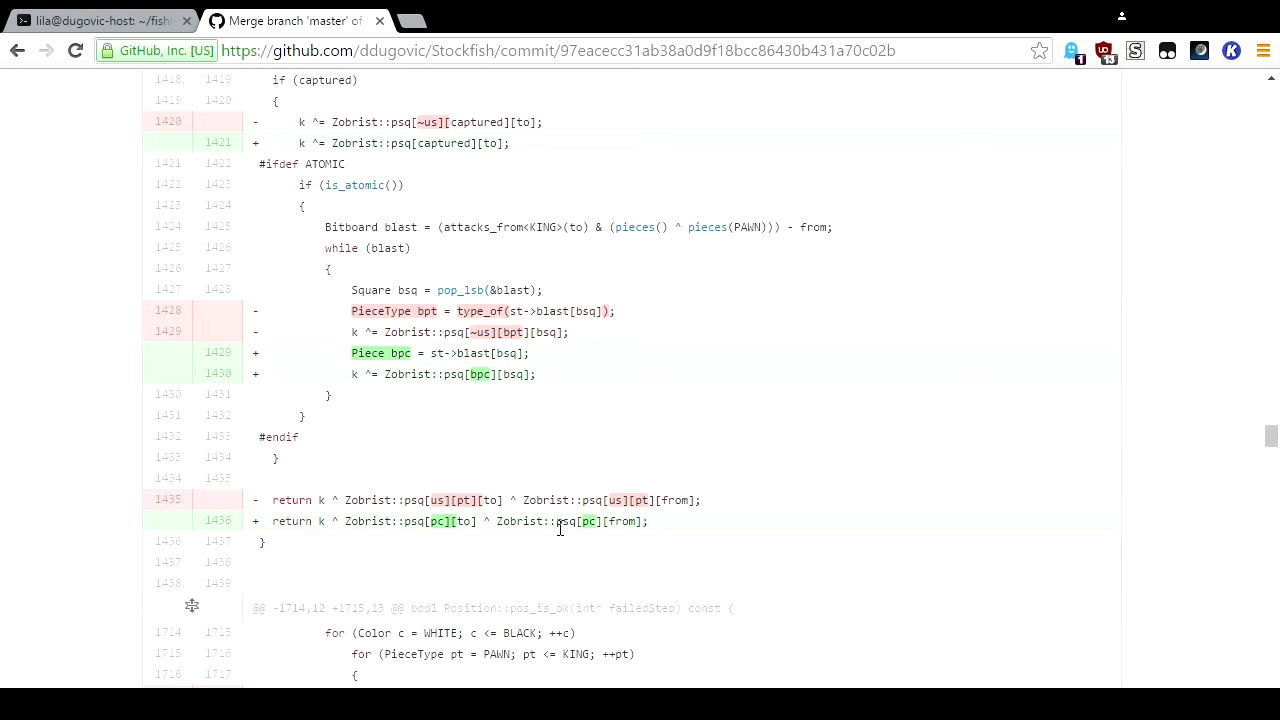 lila@dugovic-host: ~/fish
Merge branch 'master' of
GitHub, Inc. [US] https://github.com/ddugovic/Stockfish/commit/97eacecc31ab38a0d9f18bc86430b431a70c02b 1 13 S K
1418 1419 if (captured)
1419 1420 {
1420 - k ^= Zobrist::psq[~us][captured][to];
1421 + k ^= Zobrist::psq[captured][to];
1421 1422 #ifdef ATOMIC
1422 1423 if (is_atomic())
1423 1424 {
1424 1425 Bitboard blast = (attacks_from<KING>(to) & (pieces() ^ pieces(PAWN))) - from;
1425 1426 while (blast)
1426 1427 {
1427 1428 Square bsq = pop_lsb(&blast);
1428 - PieceType bpt = type_of(st->blast[bsq]);
1429 - k ^= Zobrist::psq[~us][bpt][bsq];
1429 + Piece bpc = st->blast[bsq];
1430 + k ^= Zobrist::psq[bpc][bsq];
1430 1431 }
1431 1432 }
1432 1433 #endif
1433 1434 }
1434 1435
1435 - return k ^ Zobrist::psq[us][pt][to] ^ Zobrist::psq[us][pt][from];
1436 + return k ^ Zobrist::psq[pc][to] ^ Zobrist::psq[pc][from];
1436 1437 }
1437 1438
1438 1439
@@ -1714,12 +1715,13 @@ bool Position::pos_is_ok(int* failedStep) const {
1714 1715 for (Color c = WHITE; c <= BLACK; ++c)
1715 1716 for (PieceType pt = PAWN; pt <= KING; ++pt)
1716 1717 {